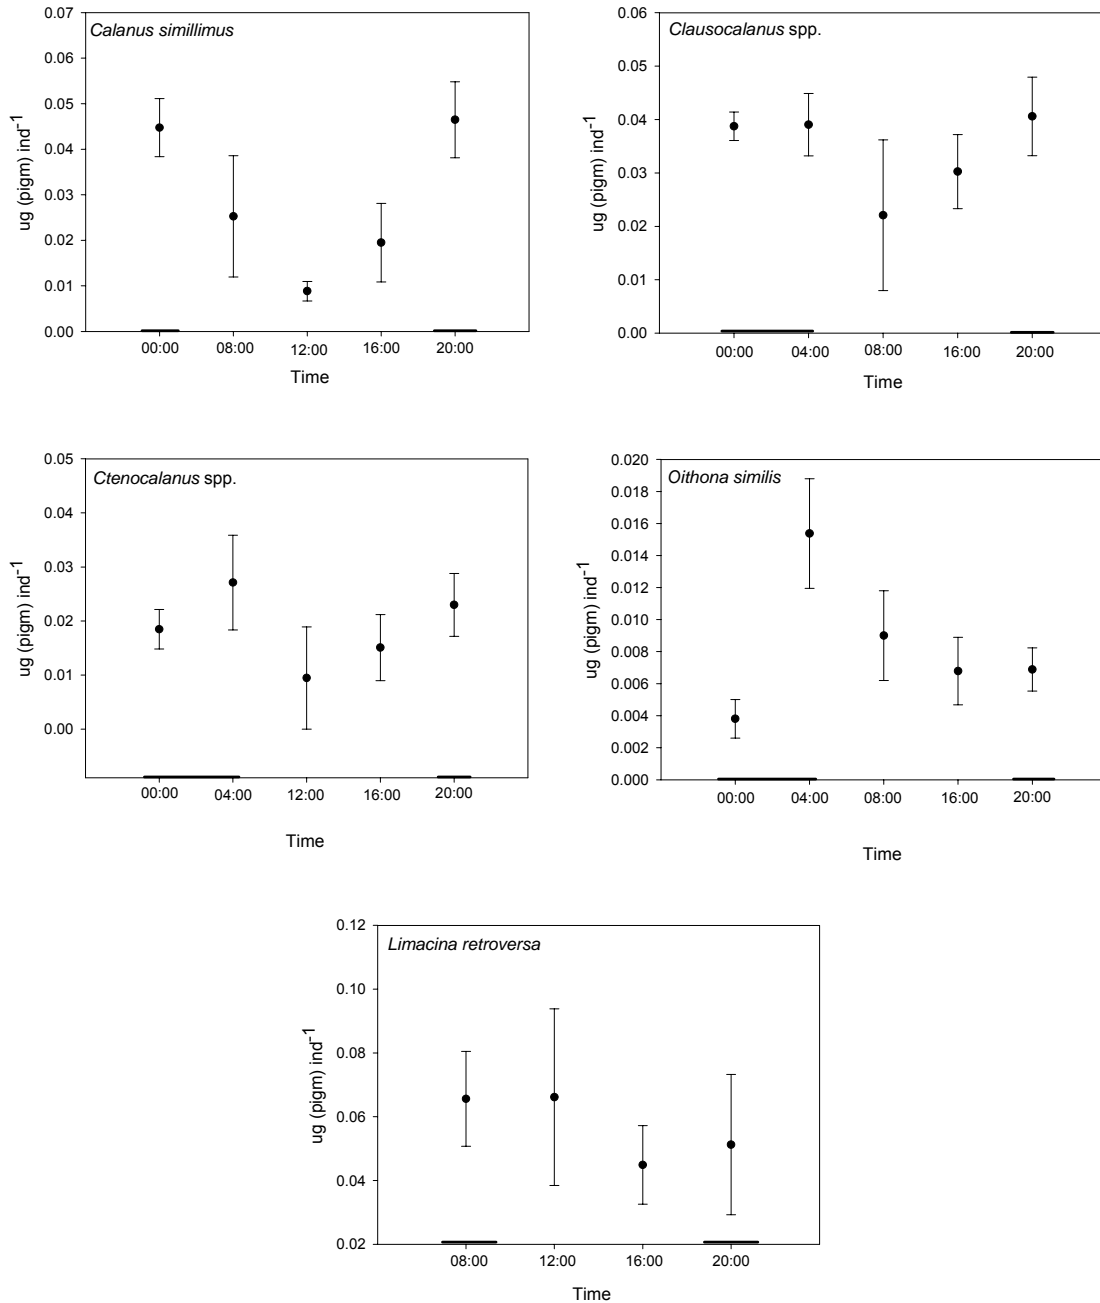 Calanus simillimus
ug (pigm) ind-1
0.07
0.06
0.05
0.04
0.03
0.02
0.01
0.00
00:00 08:00 12:00 16:00 20:00
Time
Clausocalanus spp.
ug (pigm) ind-1
0.06
0.05
0.04
0.03
0.02
0.01
0.00
00:00 04:00 08:00 16:00 20:00
Time
Ctenocalanus spp.
ug (pigm) ind-1
0.05
0.04
0.03
0.02
0.01
0.00
00:00 04:00 12:00 16:00 20:00
Time
Oithona similis
ug (pigm) ind-1
0.020
0.018
0.016
0.014
0.012
0.010
0.008
0.006
0.004
0.002
0.000
00:00 04:00 08:00 16:00 20:00
Time
Limacina retroversa
ug (pigm) ind-1
0.12
0.10
0.08
0.06
0.04
0.02
08:00 12:00 16:00 20:00
Time